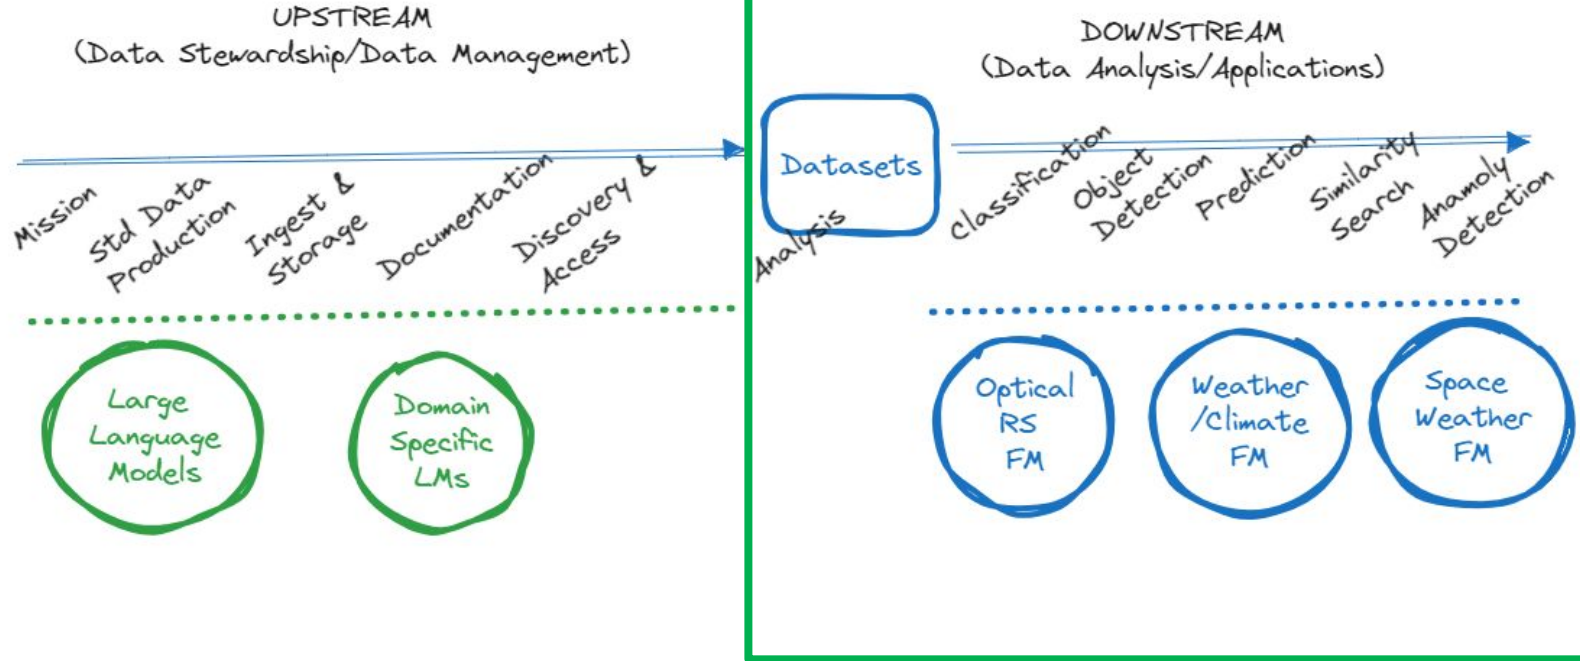 UPSTREAM
(Data Stewardship/Data Management)
DOWNSTREAM
(Data Analysis/Applications)
Mission
Std Data
Production
Ingest &
Storage
Documentation
Discovery &
Access
Datasets
Analysis
Classification
Object
Detection
Prediction
Similarity
Search
Anamoly
Detection
Large
Language
Models
Domain
Specific
LMs
Optical
RS
FM
Weather
/Climate
FM
Space
Weather
FM